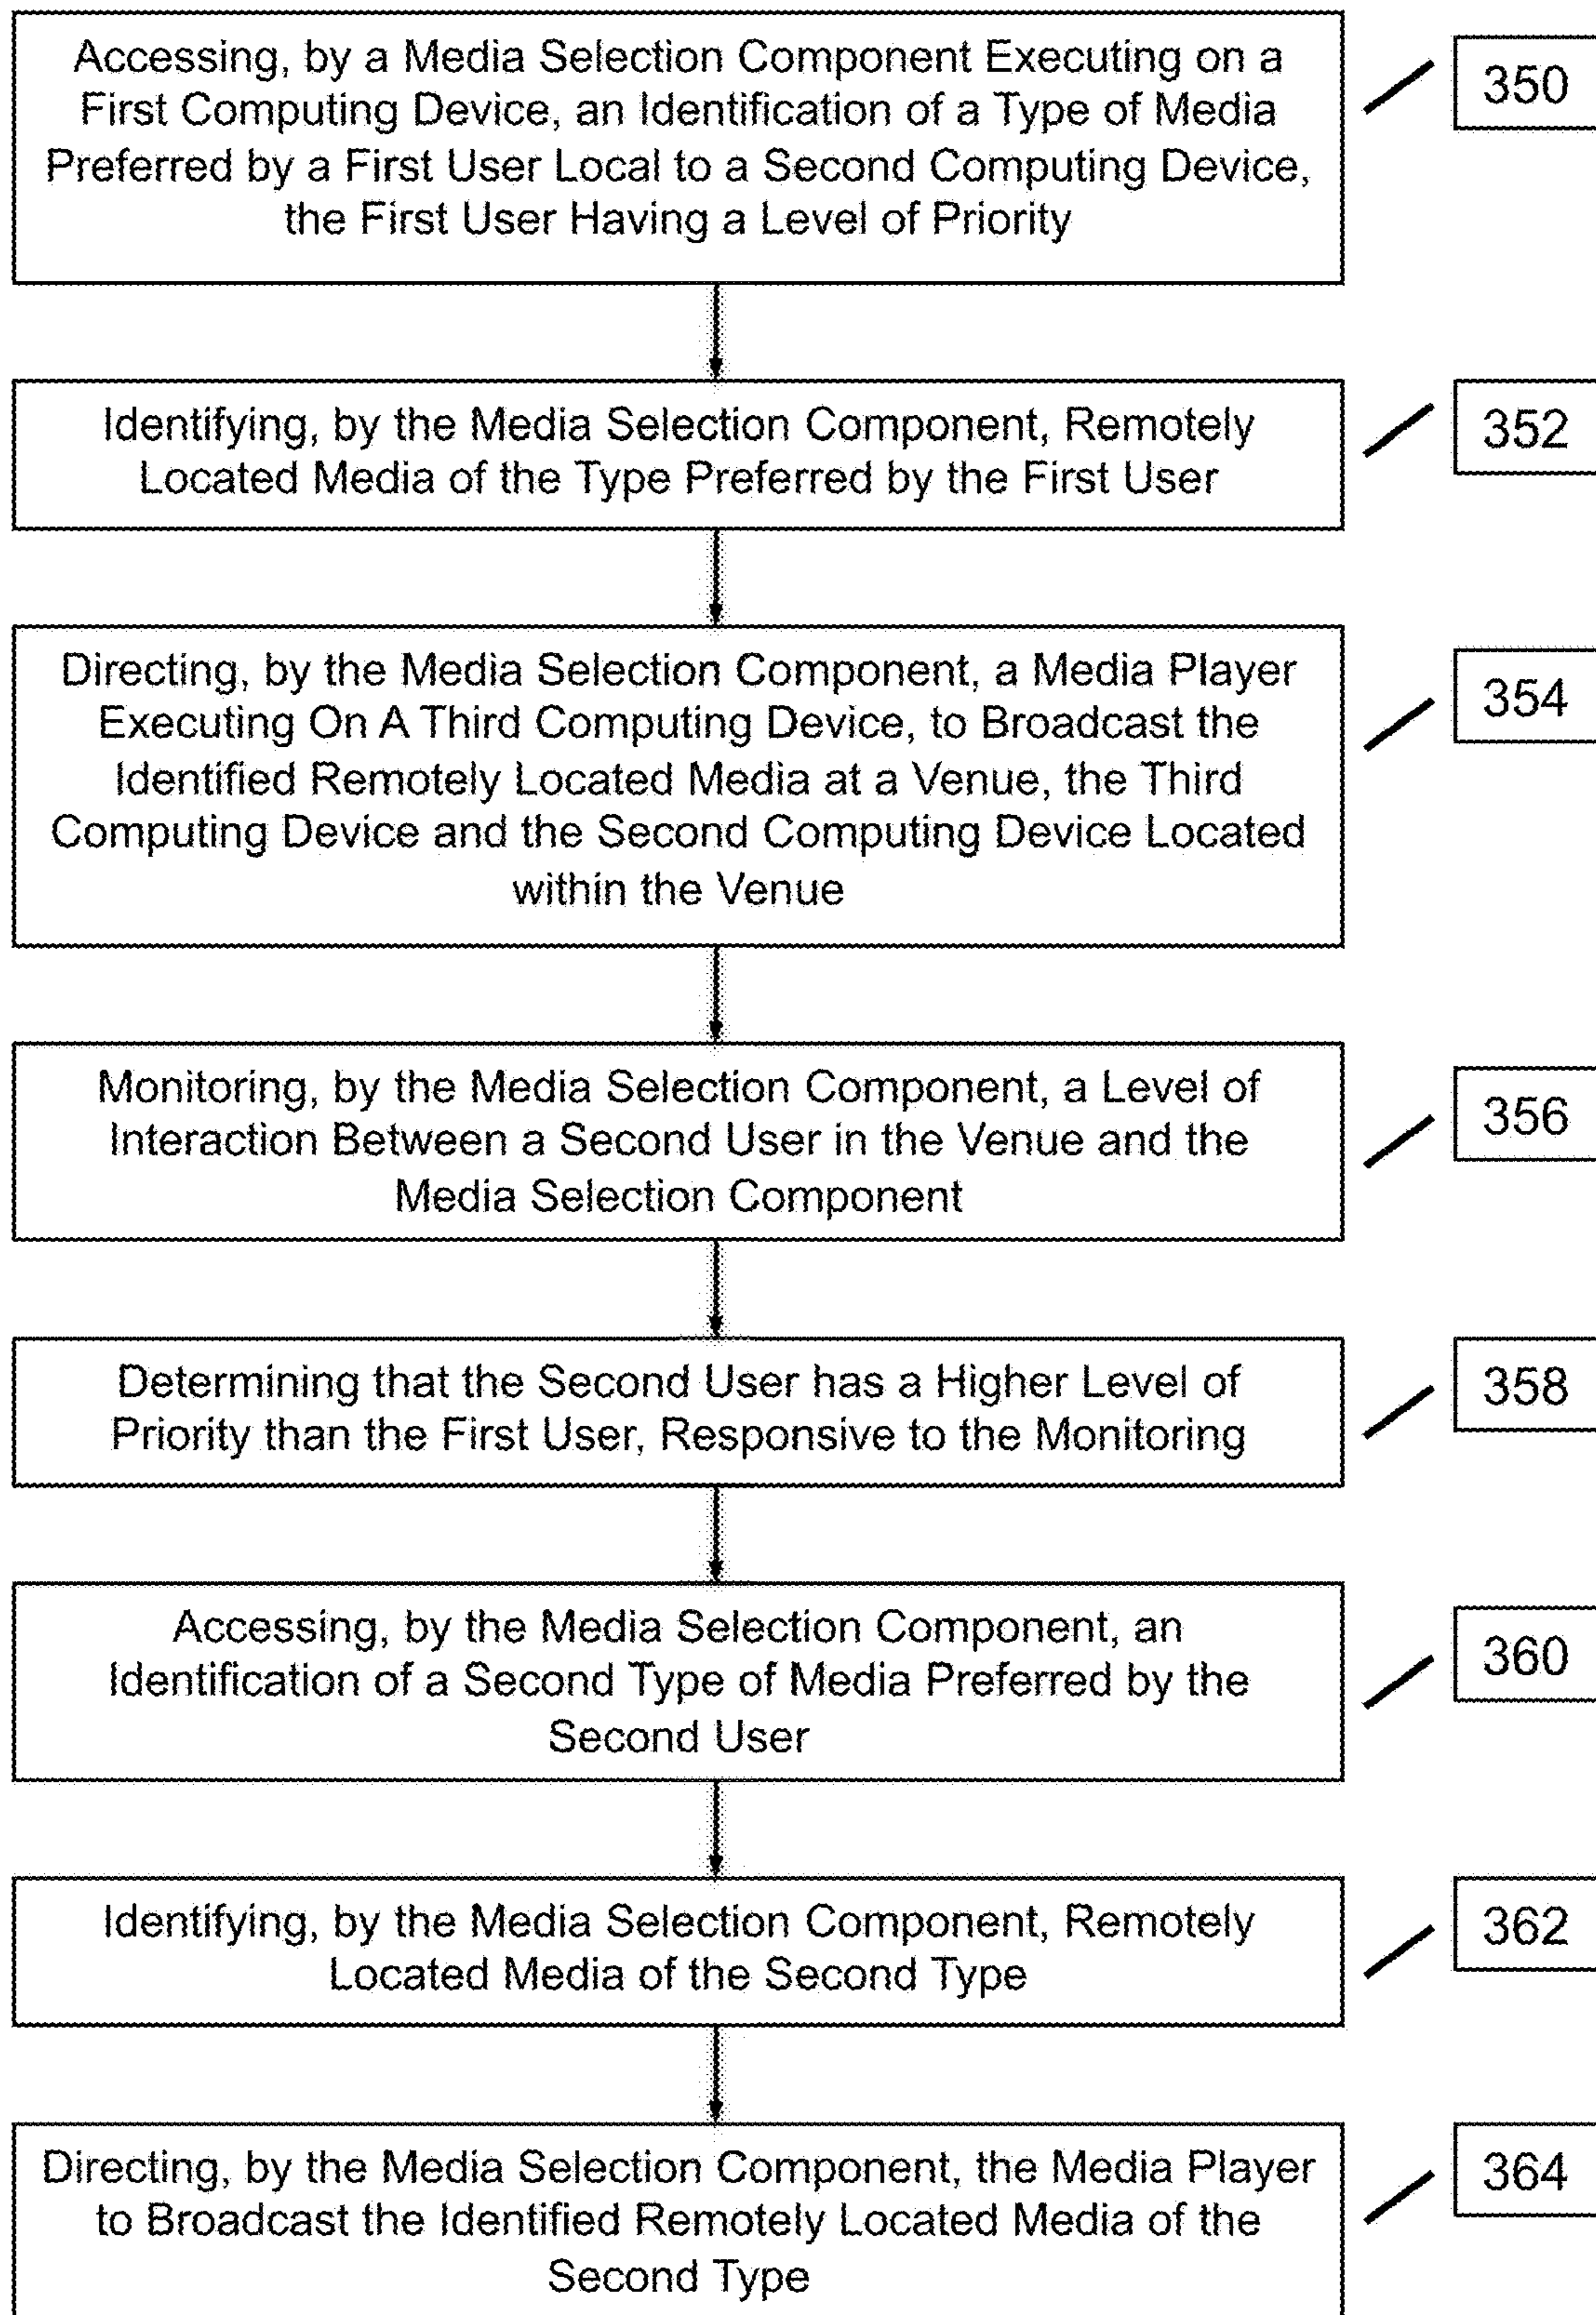 Accessing, by a Media Selection Component Executing on a
First Computing Device, an Identification of a Type of Media
Preferred by a First User Local to a Second Computing Device,
the First User Having a Level of Priority
350
Identifying, by the Media Selection Component, Remotely
Located Media of the Type Preferred by the First User
352
Directing, by the Media Selection Component, a Media Player
Executing On A Third Computing Device, to Broadcast the
Identified Remotely Located Media at a Venue, the Third
Computing Device and the Second Computing Device Located
within the Venue
354
Monitoring, by the Media Selection Component, a Level of
Interaction Between a Second User in the Venue and the
Media Selection Component
356
Determining that the Second User has a Higher Level of
Priority than the First User, Responsive to the Monitoring
358
Accessing, by the Media Selection Component, an
Identification of a Second Type of Media Preferred by the
Second User
360
Identifying, by the Media Selection Component, Remotely
Located Media of the Second Type
362
Directing, by the Media Selection Component, the Media Player
to Broadcast the Identified Remotely Located Media of the
Second Type
364